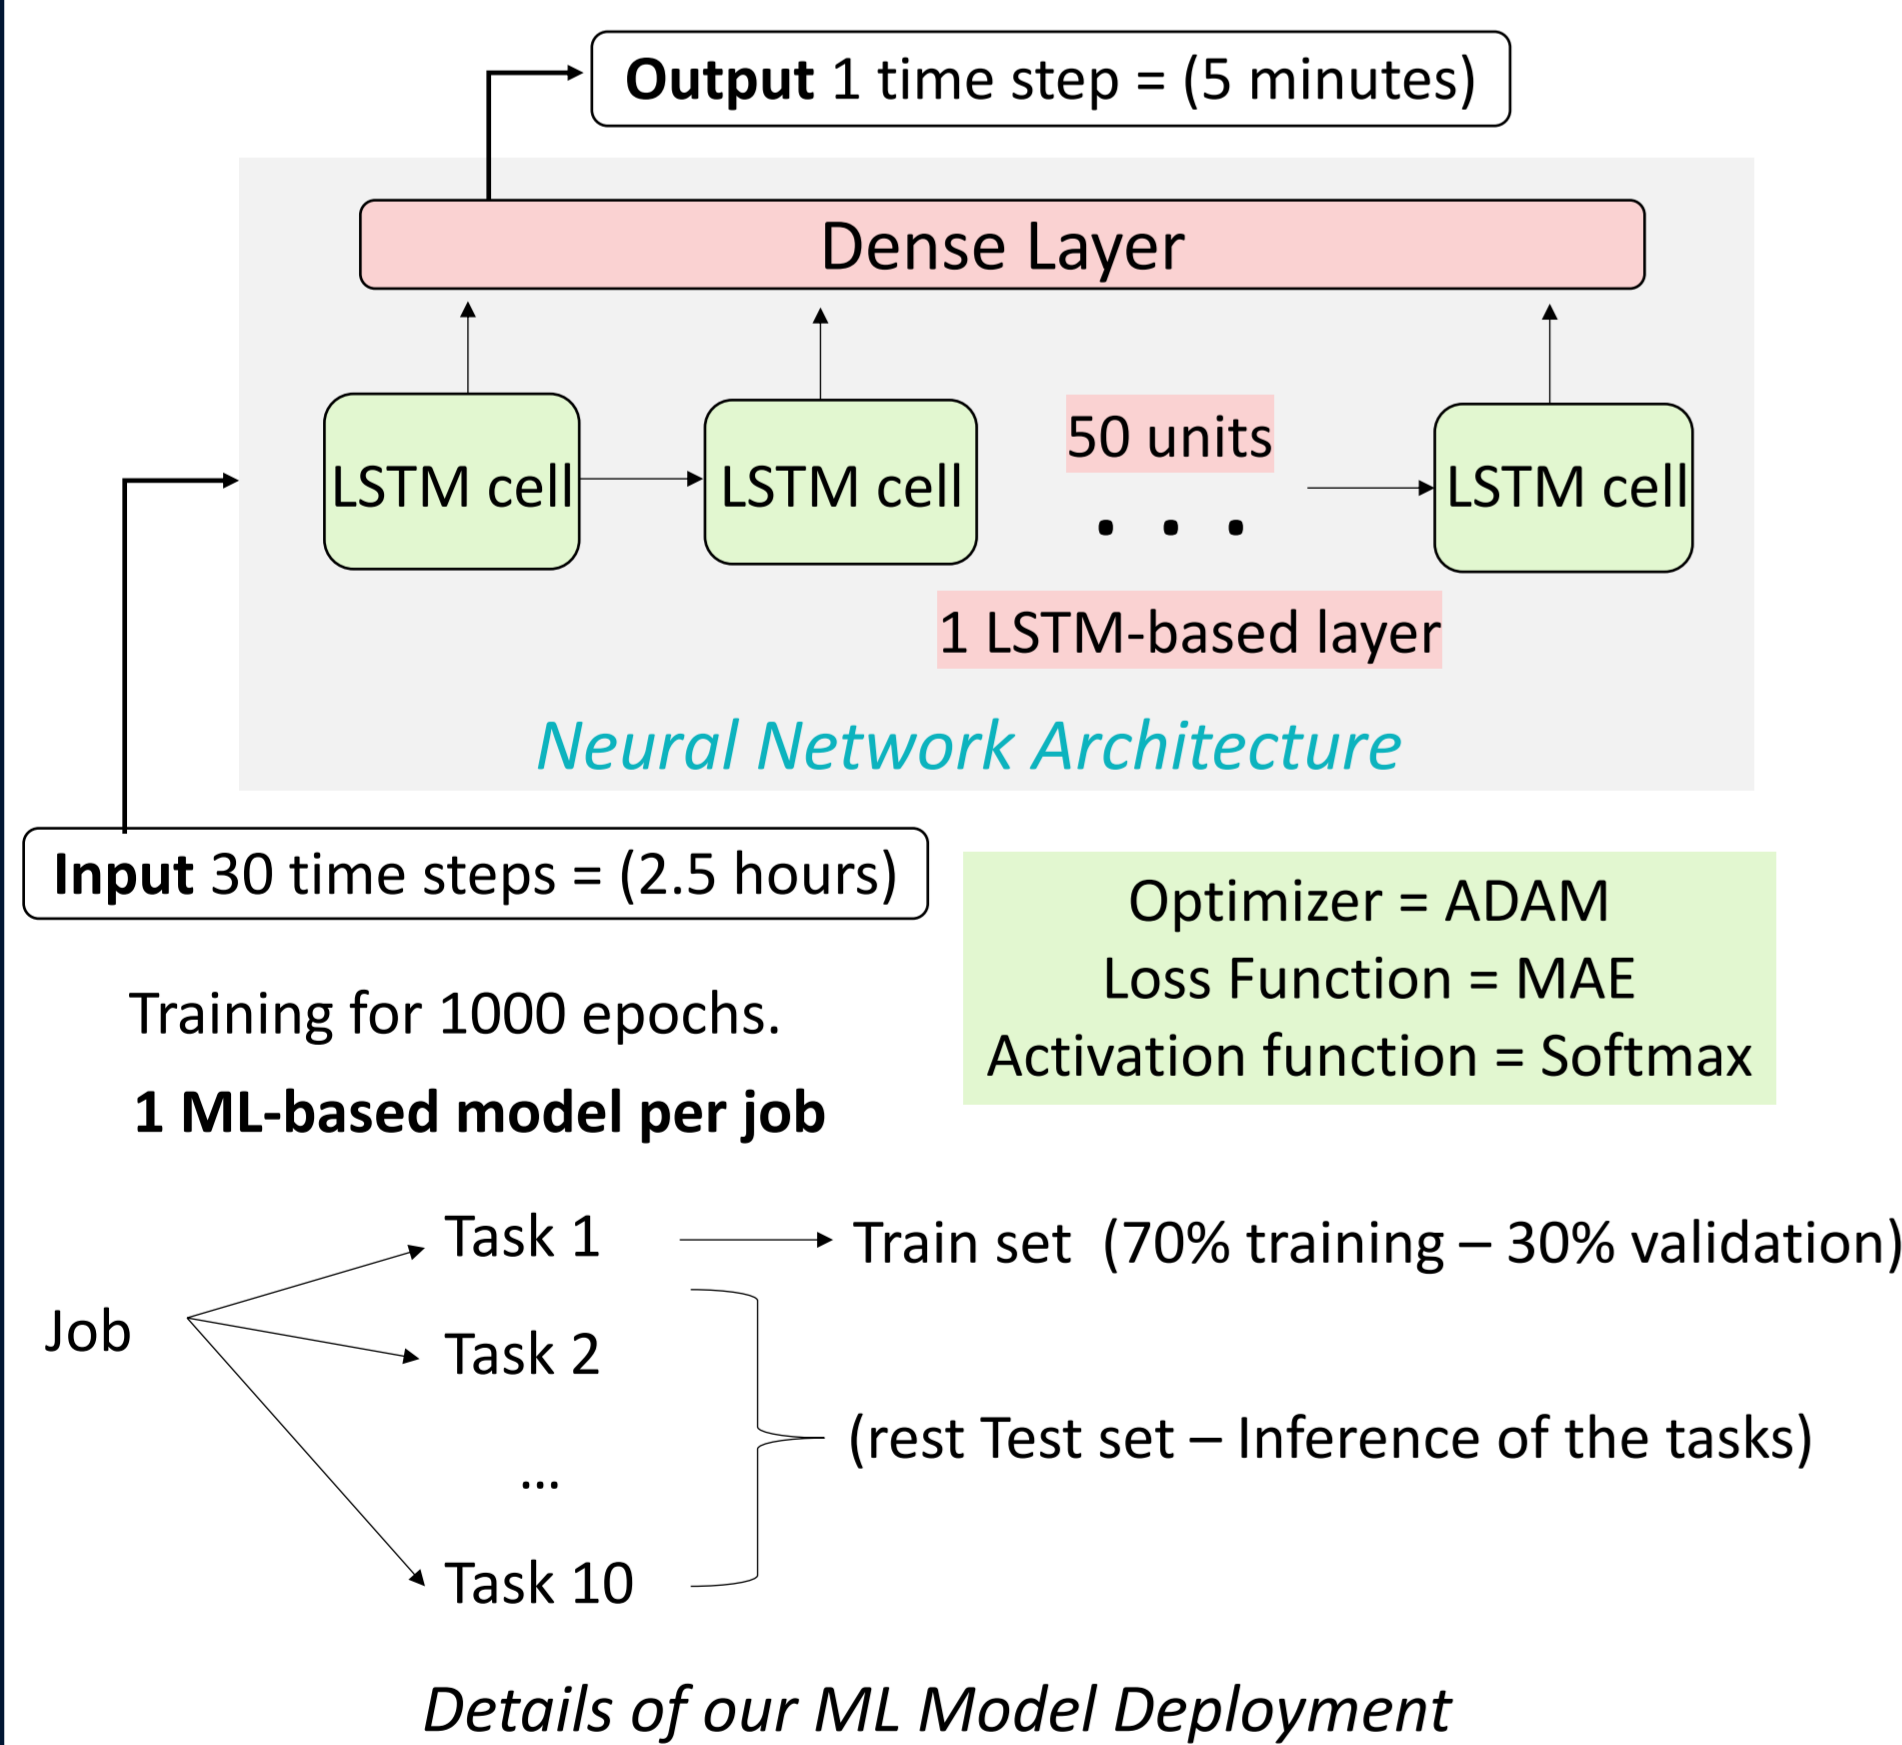 Output 1 time step = (5 minutes)
Dense Layer
LSTM cell
LSTM cell
50 units
. . .
LSTM cell
1 LSTM-based layer
Neural Network Architecture
Input 30 time steps = (2.5 hours)
Optimizer = ADAM
Loss Function = MAE
Activation function = Softmax
Training for 1000 epochs.
1 ML-based model per job
Job
Task 1
Train set (70% training – 30% validation)
Task 2
...
Task 10
(rest Test set – Inference of the tasks)
Details of our ML Model Deployment